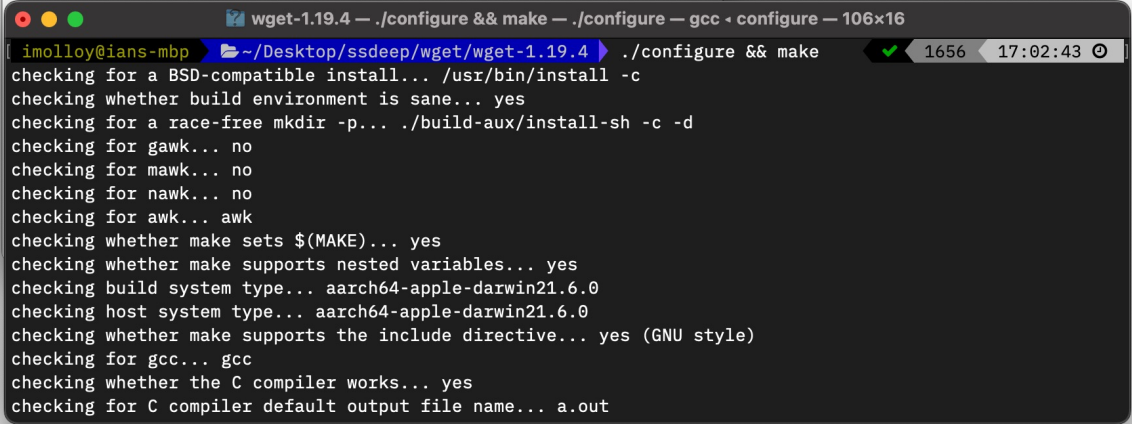 wget-1.19.4 — ./configure && make — ./configure — gcc ◂ configure — 106×16
imolloy@ians-mbp ~/Desktop/ssdeep/wget/wget-1.19.4 ./configure && make ✔ 1656 17:02:43
checking for a BSD-compatible install... /usr/bin/install -c
checking whether build environment is sane... yes
checking for a race-free mkdir -p... ./build-aux/install-sh -c -d
checking for gawk... no
checking for mawk... no
checking for nawk... no
checking for awk... awk
checking whether make sets $(MAKE)... yes
checking whether make supports nested variables... yes
checking build system type... aarch64-apple-darwin21.6.0
checking host system type... aarch64-apple-darwin21.6.0
checking whether make supports the include directive... yes (GNU style)
checking for gcc... gcc
checking whether the C compiler works... yes
checking for C compiler default output file name... a.out